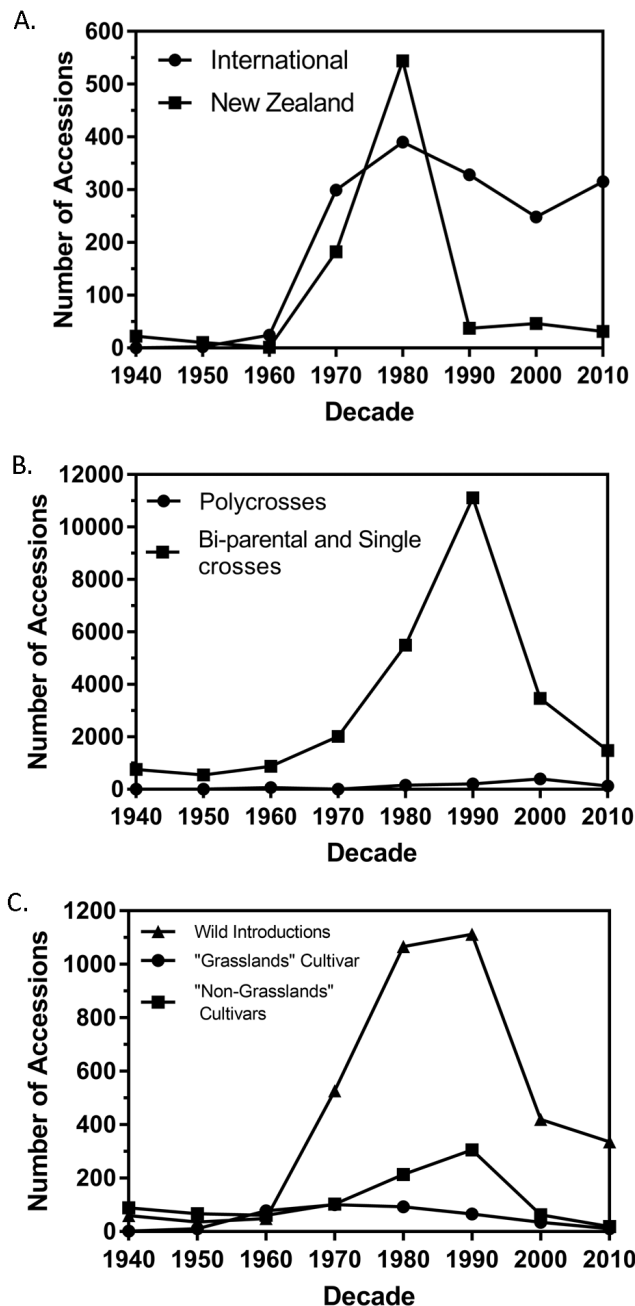 A.
600
500
400
300
200
100
0
International
New Zealand
Number of Accessions
1940 1950 1960 1970 1980 1990 2000 2010
Decade
B.
12000
10000
8000
6000
4000
2000
0
Polycrosses
Bi-parental and Single
crosses
Number of Accessions
1940 1950 1960 1970 1980 1990 2000 2010
Decade
C.
1200
1000
800
600
400
200
0
Wild Introductions
"Grasslands" Cultivar
"Non-Grasslands"
Cultivars
Number of Accessions
1940 1950 1960 1970 1980 1990 2000 2010
Decade